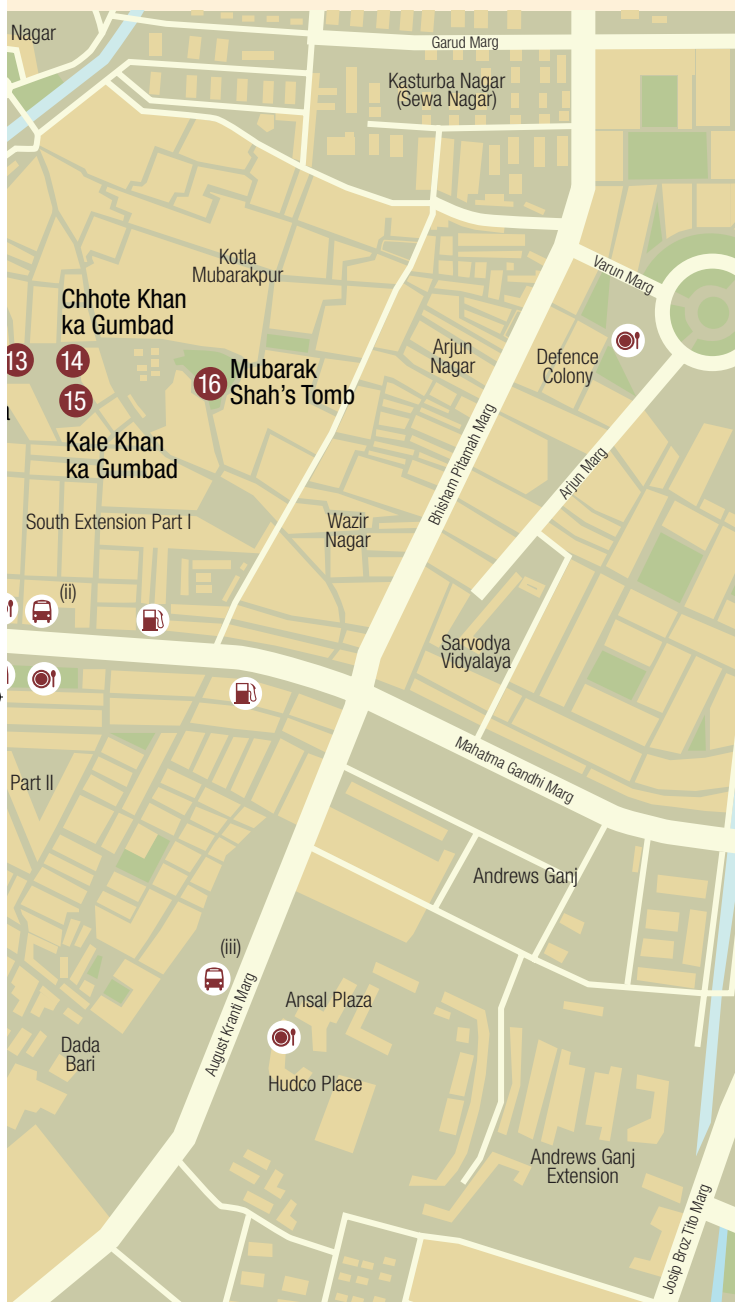 Nagar
Garud Marg
Kasturba Nagar
(Sewa Nagar)
Kotla
Mubarakpur
Varun Marg
Chhote Khan
ka Gumbad
13
14
15
16
Mubarak
Shah's Tomb
Arjun
Nagar
Defence
Colony
Kale Khan
ka Gumbad
Bhisham Pitamah Marg
Arjun Marg
South Extension Part I
Wazir
Nagar
(ii)
Sarvodya
Vidyalaya
Mahatma Gandhi Marg
Part II
Andrews Ganj
(iii)
August Kranti Marg
Ansal Plaza
Dada
Bari
Hudco Place
Andrews Ganj
Extension
Josip Broz Tito Marg